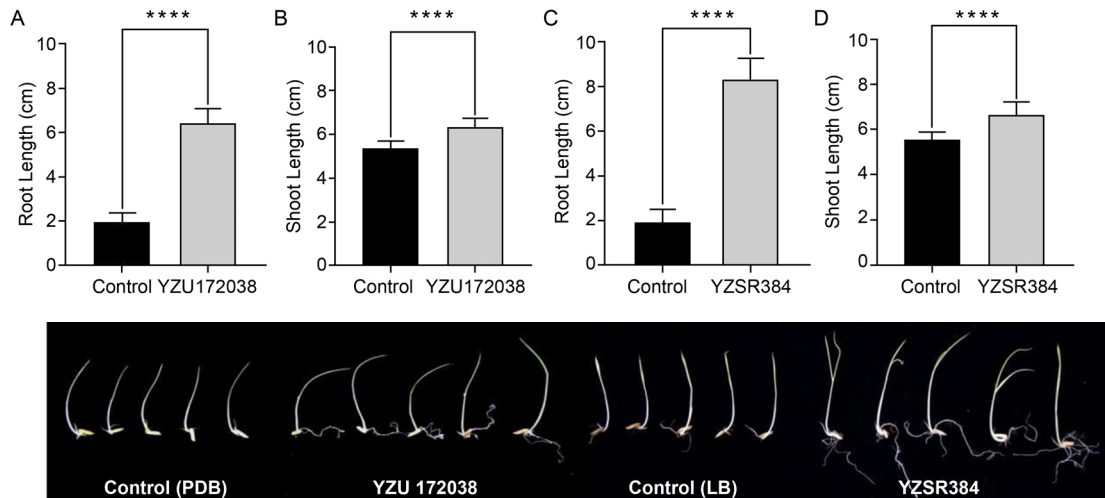 A
****
Root Length (cm)
10
8
6
4
2
0
Control YZU172038
B
****
Shoot Length (cm)
10
8
6
4
2
0
Control YZU172038
C
****
Root Length (cm)
10
8
6
4
2
0
Control YZSR384
D
****
Shoot Length (cm)
10
8
6
4
2
0
Control YZSR384
Control (PDB) YZU 172038 Control (LB) YZSR384